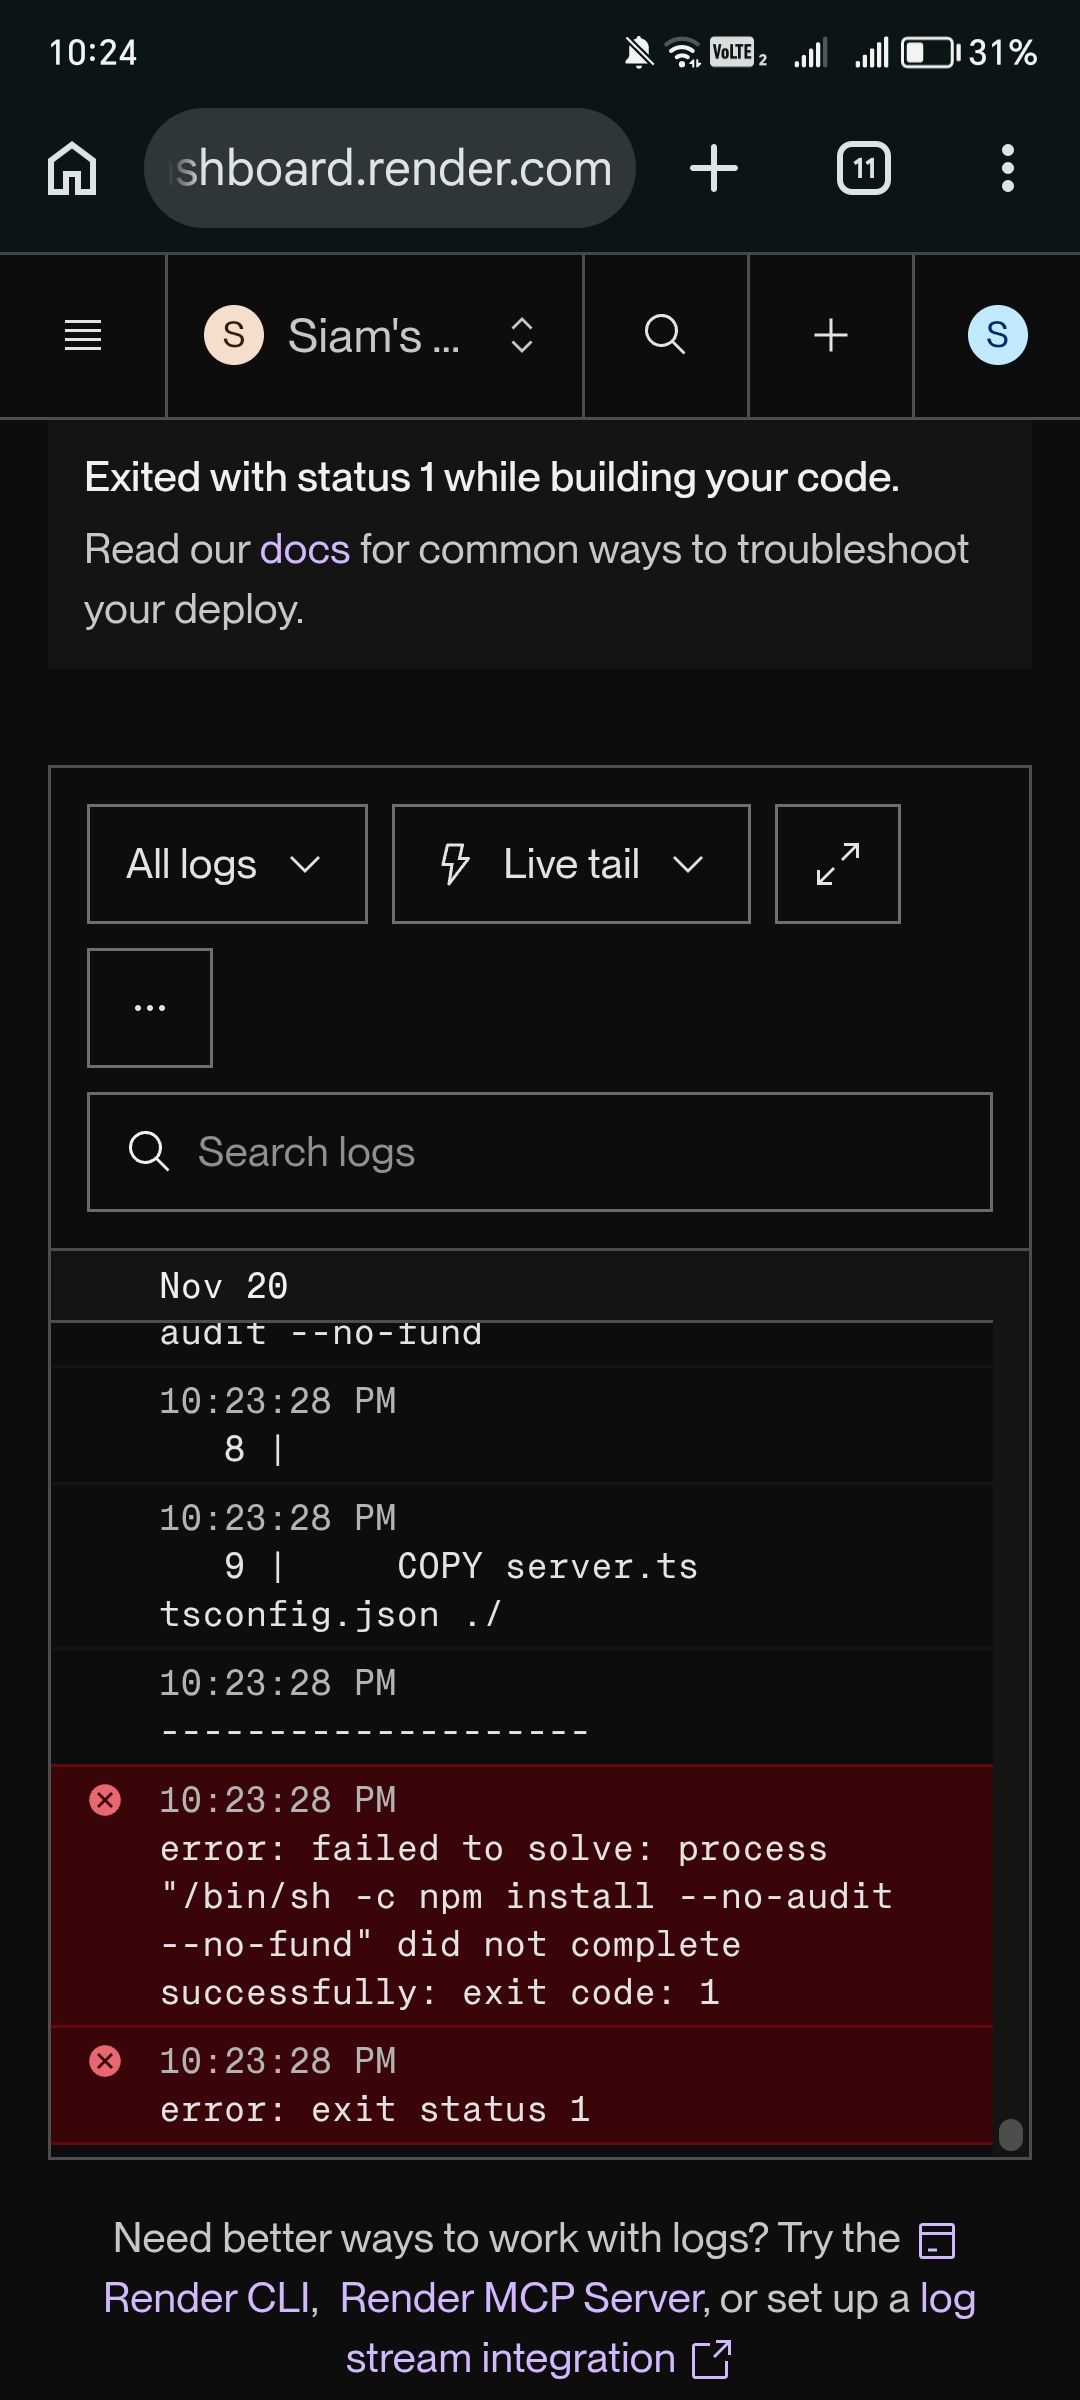 10:24
VoLTE 2
31%
shboard.render.com
11
S
Siam's ...
S
Exited with status 1 while building your code.
Read our docs for common ways to troubleshoot
your deploy.
All logs
Live tail
...
Search logs
Nov 20
audit --no-fund
10:23:28 PM
8 |
10:23:28 PM
9 |     COPY server.ts
tsconfig.json ./
10:23:28 PM
--------------------
10:23:28 PM
error: failed to solve: process
"/bin/sh -c npm install --no-audit
--no-fund" did not complete
successfully: exit code: 1
10:23:28 PM
error: exit status 1
Need better ways to work with logs? Try the
Render CLI, Render MCP Server, or set up a log
stream integration